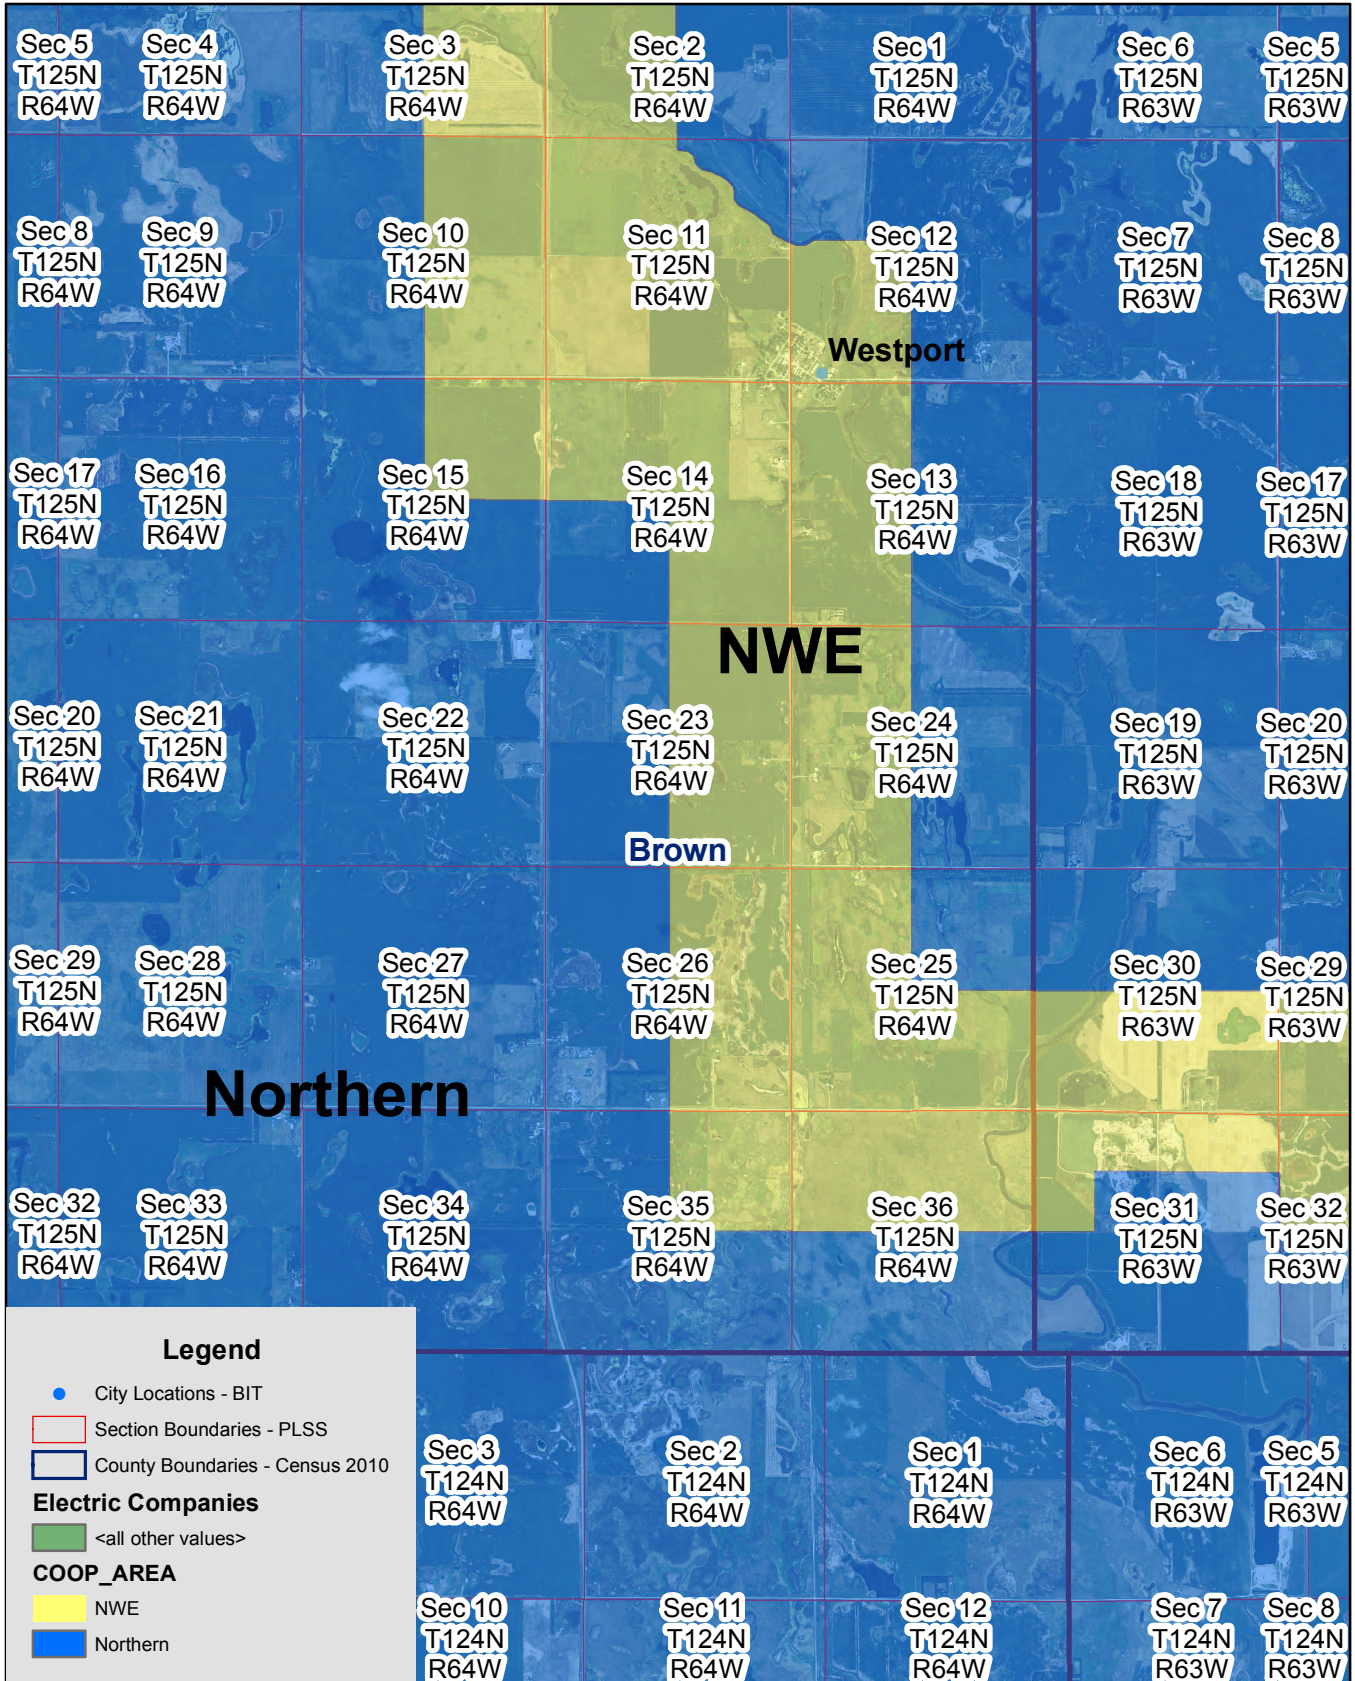 Sec 5
T125N
R64W
Sec 4
T125N
R64W
Sec 3
T125N
R64W
Sec 2
T125N
R64W
Sec 1
T125N
R64W
Sec 6
T125N
R63W
Sec 5
T125N
R63W
Sec 8
T125N
R64W
Sec 9
T125N
R64W
Sec 10
T125N
R64W
Sec 11
T125N
R64W
Sec 12
T125N
R64W
Sec 7
T125N
R63W
Sec 8
T125N
R63W
Westport
Sec 17
T125N
R64W
Sec 16
T125N
R64W
Sec 15
T125N
R64W
Sec 14
T125N
R64W
Sec 13
T125N
R64W
Sec 18
T125N
R63W
Sec 17
T125N
R63W
NWE
Sec 20
T125N
R64W
Sec 21
T125N
R64W
Sec 22
T125N
R64W
Sec 23
T125N
R64W
Sec 24
T125N
R64W
Sec 19
T125N
R63W
Sec 20
T125N
R63W
Brown
Sec 29
T125N
R64W
Sec 28
T125N
R64W
Sec 27
T125N
R64W
Sec 26
T125N
R64W
Sec 25
T125N
R64W
Sec 30
T125N
R63W
Sec 29
T125N
R63W
Northern
Sec 32
T125N
R64W
Sec 33
T125N
R64W
Sec 34
T125N
R64W
Sec 35
T125N
R64W
Sec 36
T125N
R64W
Sec 31
T125N
R63W
Sec 32
T125N
R63W
Legend
City Locations - BIT
Section Boundaries - PLSS
County Boundaries - Census 2010
Electric Companies
<all other values>
COOP_AREA
NWE
Northern
Sec 3
T124N
R64W
Sec 2
T124N
R64W
Sec 1
T124N
R64W
Sec 6
T124N
R63W
Sec 5
T124N
R63W
Sec 10
T124N
R64W
Sec 11
T124N
R64W
Sec 12
T124N
R64W
Sec 7
T124N
R63W
Sec 8
T124N
R63W